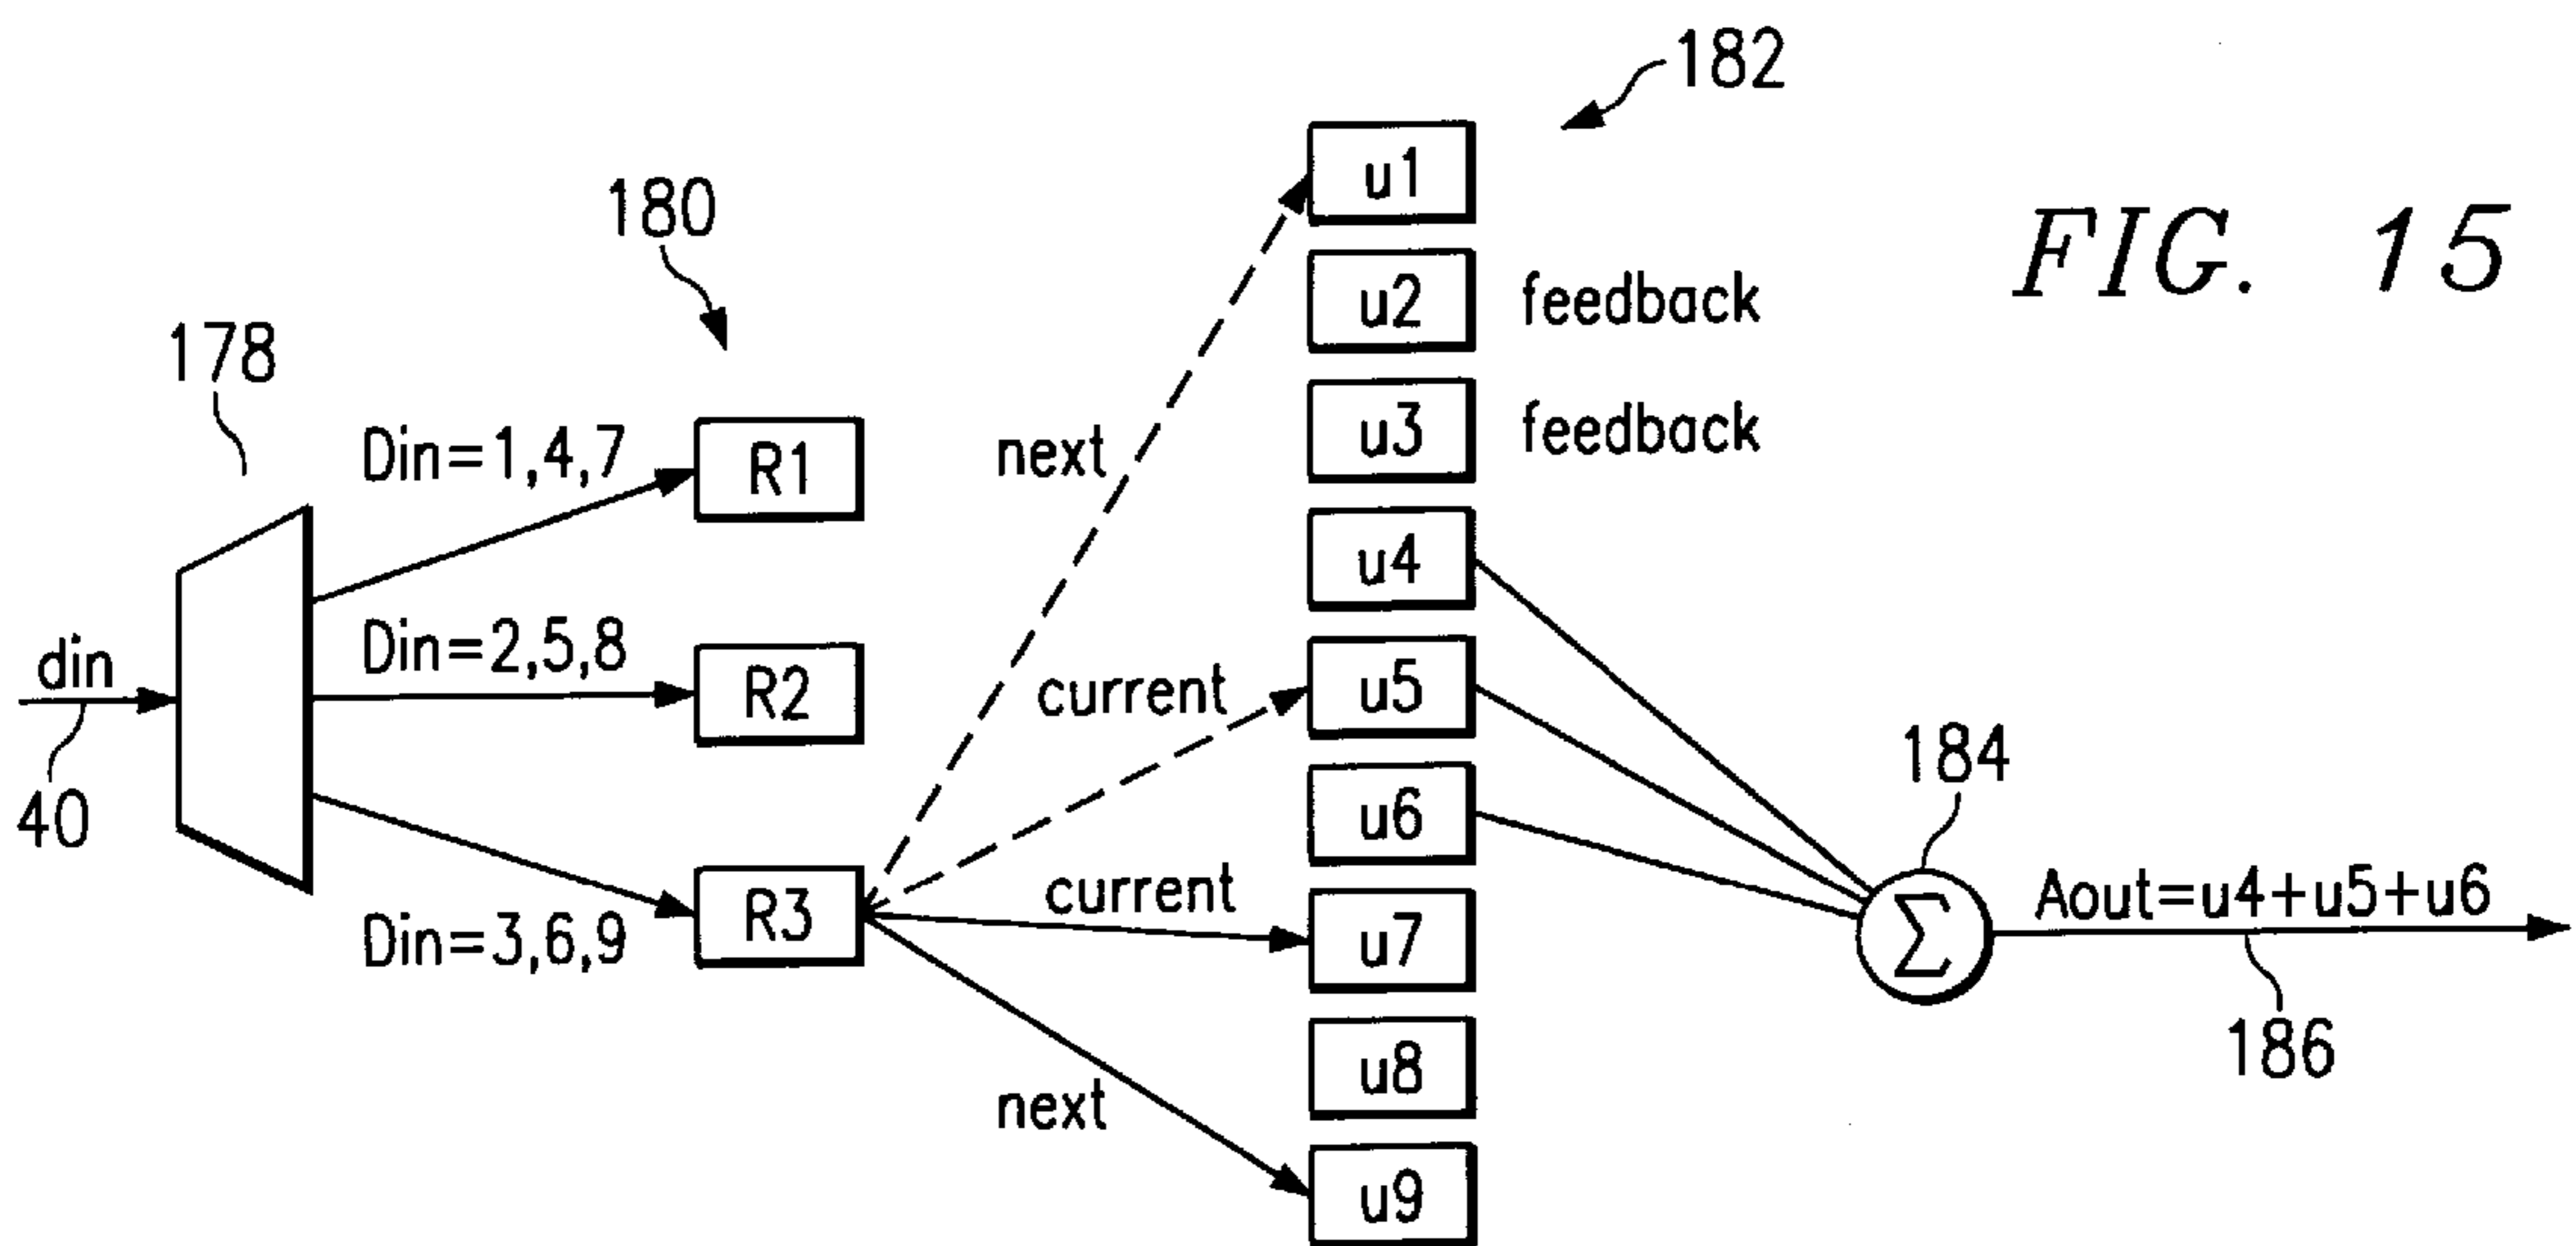 182
u1
FIG. 15
180
u2 feedback
178
Din=1,4,7
R1
next
u3 feedback
u4
din
Din=2,5,8
R2
current
u5
184
40
u6
Din=3,6,9
R3
current
u7
Σ
Aout=u4+u5+u6
186
next
u8
u9